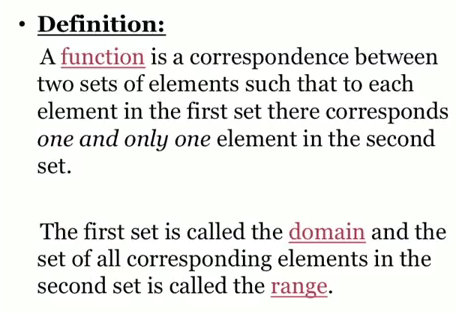 • Definition:
A function is a correspondence between
two sets of elements such that to each
element in the first set there corresponds
one and only one element in the second
set.
The first set is called the domain and the
set of all corresponding elements in the
second set is called the range.